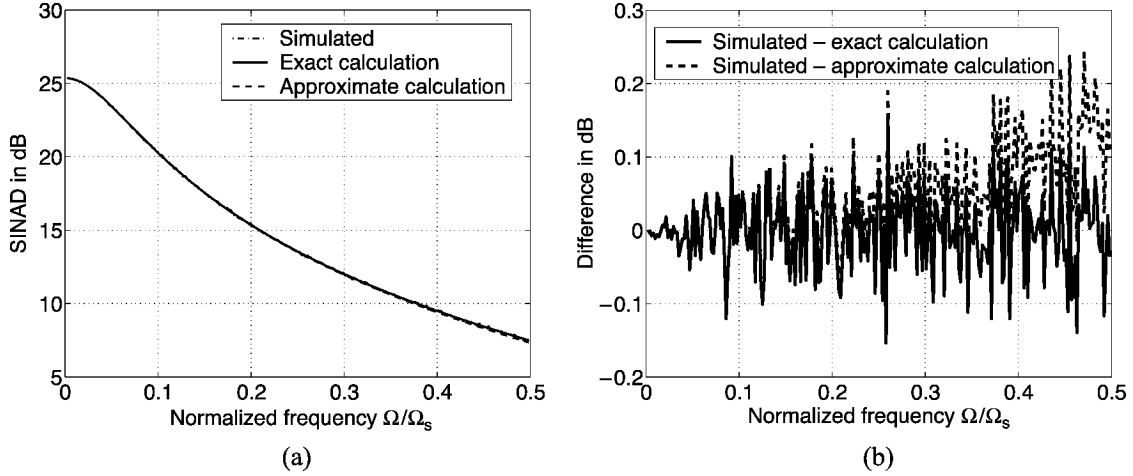 30
25
20
15
10
5
SINAD in dB
Simulated
Exact calculation
Approximate calculation
0 0.1 0.2 0.3 0.4 0.5
Normalized frequency Ω/Ωs
(a)
0.3
0.2
0.1
0
−0.1
−0.2
Difference in dB
Simulated − exact calculation
Simulated − approximate calculation
0 0.1 0.2 0.3 0.4 0.5
Normalized frequency Ω/Ωs
(b)